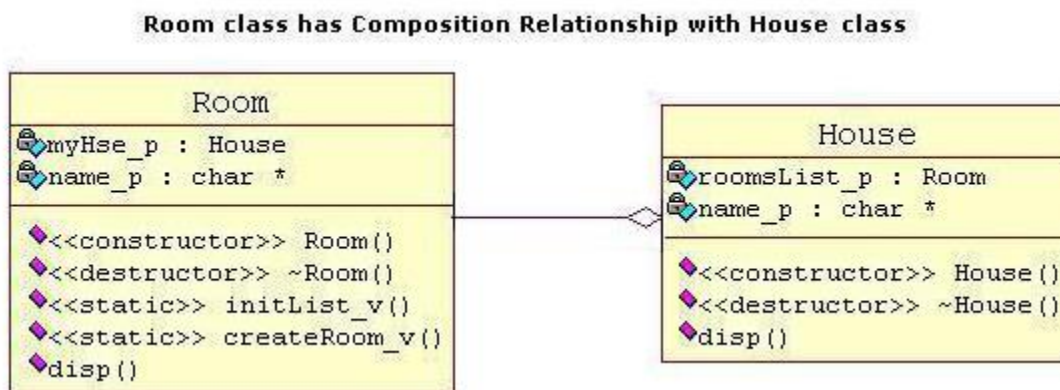 Room class has Composition Relationship with House class
Room
myHse_p : House
name_p : char *
<<constructor>> Room()
<<destructor>> ~Room()
<<static>> initList_v()
<<static>> createRoom_v()
disp()
House
roomsList_p : Room
name_p : char *
<<constructor>> House()
<<destructor>> ~House()
disp()